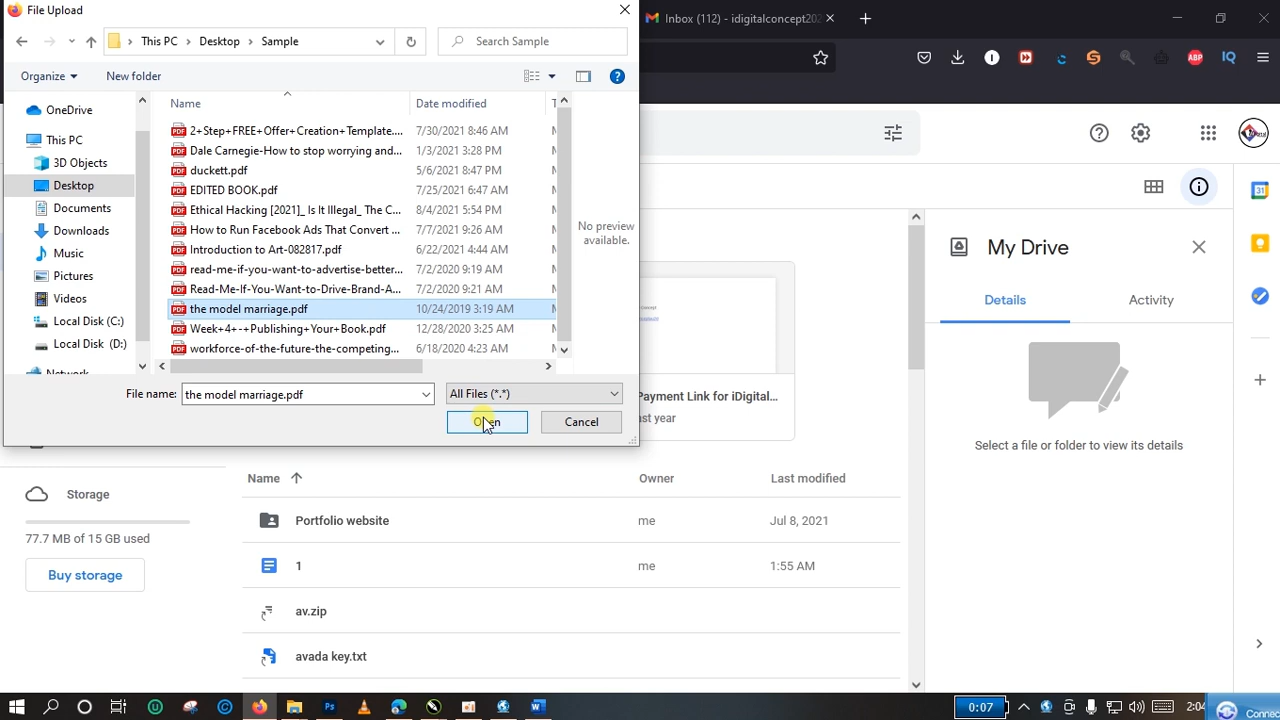 File Upload
Inbox (112) - idigitalconcept202
This PC
Desktop
Sample
Search Sample
Organize
New folder
Name
Date modified
OneDrive
This PC
3D Objects
Desktop
Documents
Downloads
Music
Pictures
Videos
Local Disk (C:)
Local Disk (D:)
Network
2+Step+FREE+Offer+Creation+Template.... 7/30/2021 8:46 AM
Dale Carnegie-How to stop worrying and... 1/3/2021 3:28 PM
duckett.pdf 5/6/2021 8:47 PM
EDITED BOOK.pdf 7/25/2021 6:47 AM
Ethical Hacking [2021]_ Is It Illegal_ The C... 8/4/2021 5:54 PM
How to Run Facebook Ads That Convert ... 7/7/2021 9:26 AM
Introduction to Art-082817.pdf 6/22/2021 4:44 AM
read-me-if-you-want-to-advertise-better... 7/2/2020 9:19 AM
Read-Me-If-You-Want-to-Drive-Brand-A... 7/2/2020 9:21 AM
the model marriage.pdf 10/24/2019 3:19 AM
Week+4+-+Publishing+Your+Book.pdf 12/28/2020 3:25 AM
workforce-of-the-future-the-competing... 6/18/2020 4:23 AM
No preview
available.
File name: the model marriage.pdf
All Files (*.*)
Open
Cancel
ABP
IQ
My Drive
Details
Activity
Select a file or folder to view its details
Payment Link for iDigital...
ast year
Storage
77.7 MB of 15 GB used
Buy storage
Name
Owner
Last modified
Portfolio website me Jul 8, 2021
1 me 1:55 AM
av.zip
avada key.txt
0:07
2:04
Connec